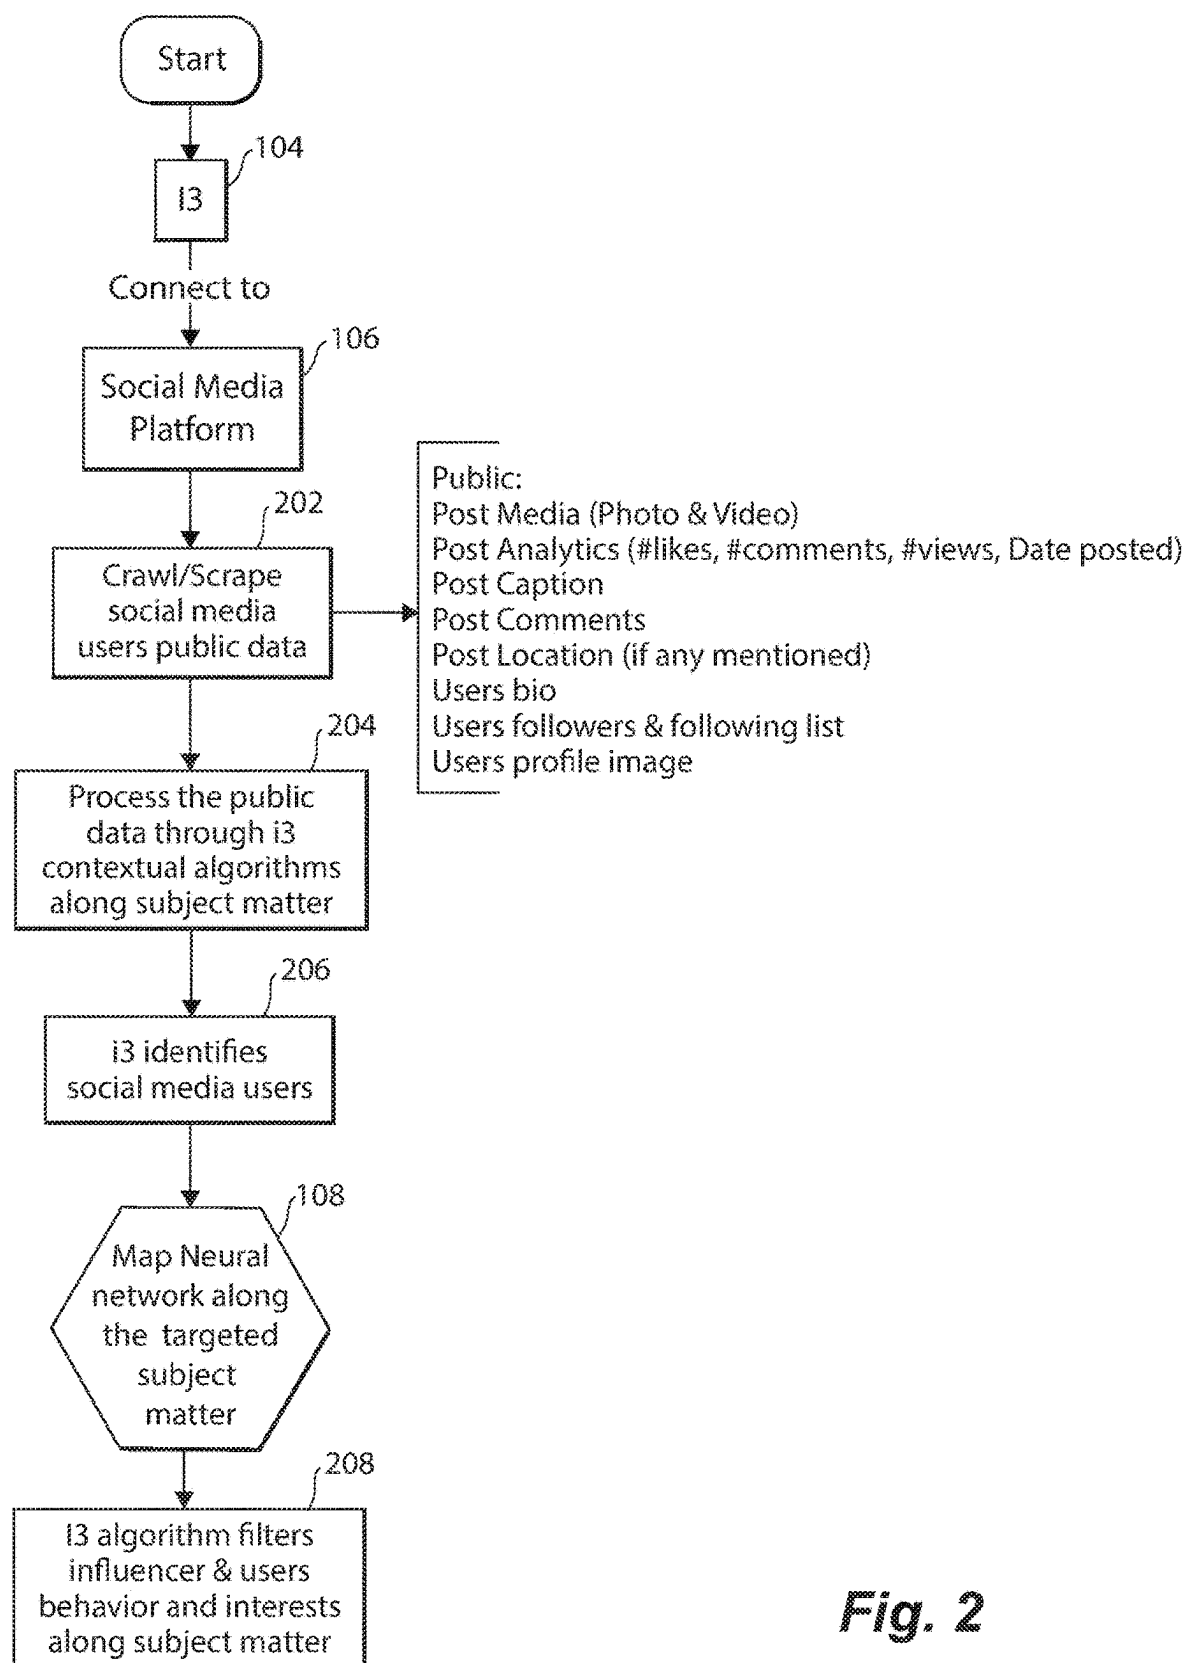 Start
104
I3
Connect to
106
Social Media
Platform
202
Crawl/Scrape
social media
users public data
Public:
Post Media (Photo & Video)
Post Analytics (#likes, #comments, #views, Date posted)
Post Caption
Post Comments
Post Location (if any mentioned)
Users bio
Users followers & following list
Users profile image
204
Process the public
data through i3
contextual algorithms
along subject matter
206
i3 identifies
social media users
108
Map Neural
network along
the targeted
subject
matter
208
I3 algorithm filters
influencer & users
behavior and interests
along subject matter
Fig. 2